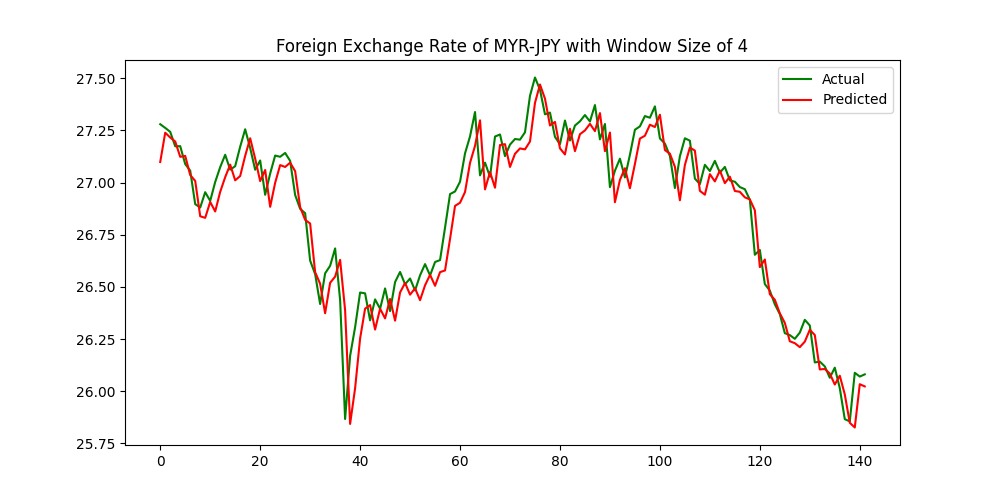 Foreign Exchange Rate of MYR-JPY with Window Size of 4
Actual
Predicted
27.50
27.25
27.00
26.75
26.50
26.25
26.00
25.75
0 20 40 60 80 100 120 140